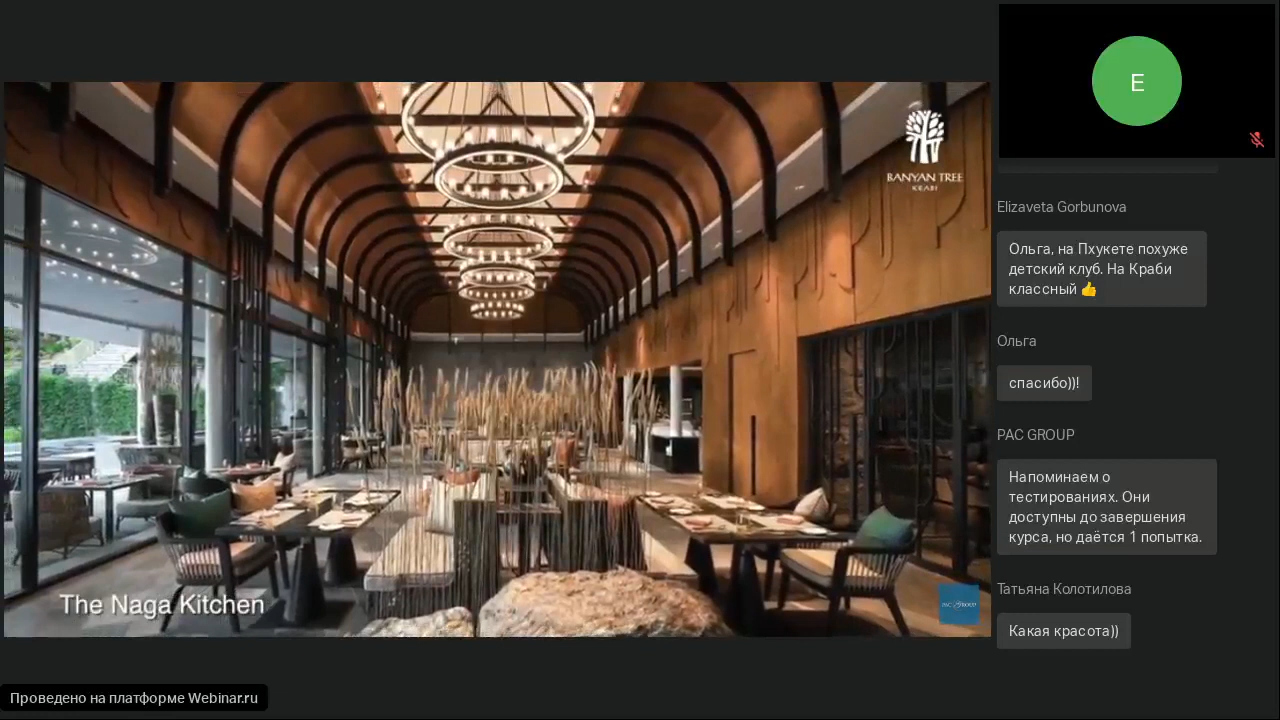 BANYAN TREE
KRABI
The Naga Kitchen
PAC GROUP
E
Elizaveta Gorbunova
Ольга, на Пхукете похуже
детский клуб. На Краби
классный 👍
Ольга
спасибо))!
PAC GROUP
Напоминаем о
тестированиях. Они
доступны до завершения
курса, но даётся 1 попытка.
Татьяна Колотилова
Какая красота))
Проведено на платформе Webinar.ru